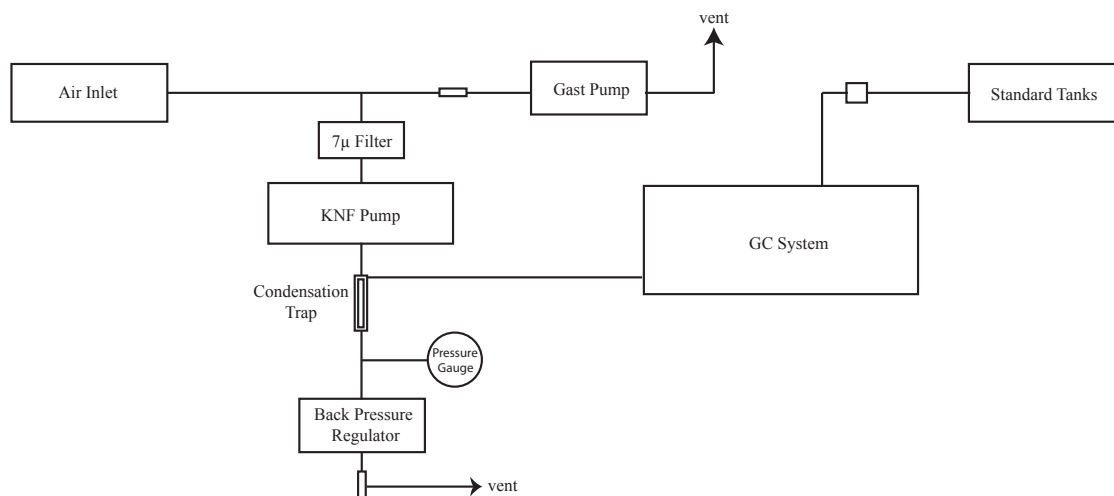 vent
Air Inlet
Gast Pump
Standard Tanks
7µ Filter
KNF Pump
GC System
Condensation
Trap
Pressure
Gauge
Back Pressure
Regulator
vent